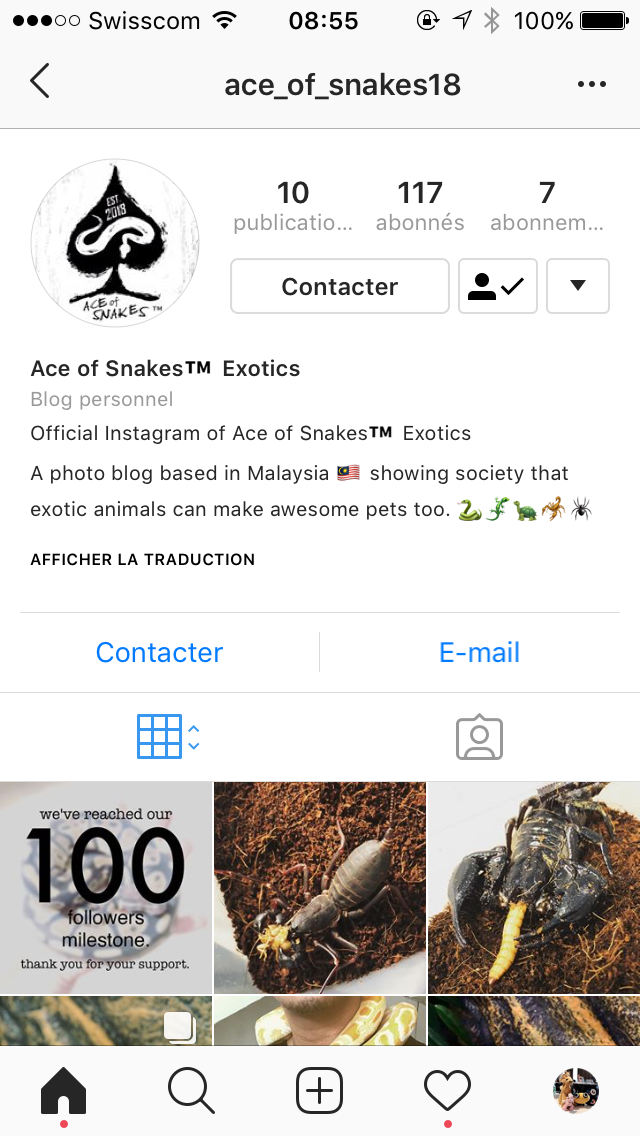 Swisscom 08:55 100%
ace_of_snakes18
EST.
2018
ACE of
SNAKES ™
10 117 7
publicatio... abonnés abonnem...
Contacter
Ace of Snakes™ Exotics
Blog personnel
Official Instagram of Ace of Snakes™ Exotics
A photo blog based in Malaysia 🇲🇾 showing society that
exotic animals can make awesome pets too. 🐍🦎🐢🦂🕷
AFFICHER LA TRADUCTION
Contacter E-mail
we've reached our
100
followers
milestone.
thank you for your support.